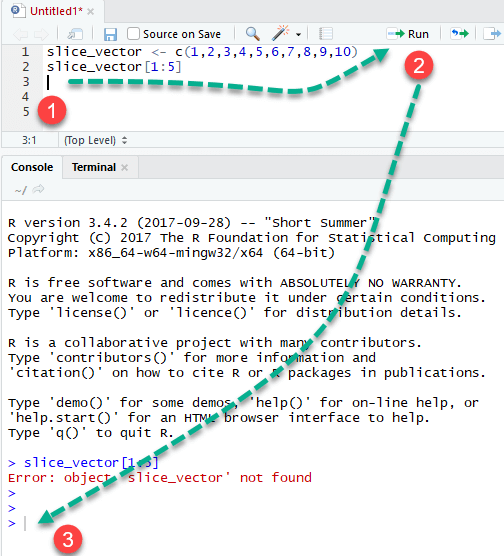 Untitled1*
Source on Save
Run
1 slice_vector <- c(1,2,3,4,5,6,7,8,9,10)
2 slice_vector[1:5]
3
4
5
1
2
3:1 (Top Level)
Console Terminal
~/
R version 3.4.2 (2017-09-28) -- "Short Summer"
Copyright (C) 2017 The R Foundation for Statistical Computing
Platform: x86_64-w64-mingw32/x64 (64-bit)
R is free software and comes with ABSOLUTELY NO WARRANTY.
You are welcome to redistribute it under certain conditions.
Type 'license()' or 'licence()' for distribution details.
R is a collaborative project with many contributors.
Type 'contributors()' for more information and
'citation()' on how to cite R or R packages in publications.
Type 'demo()' for some demos, 'help()' for on-line help, or
'help.start()' for an HTML browser interface to help.
Type 'q()' to quit R.
> slice_vector[1:5]
Error: object 'slice_vector' not found
>
>
>
3